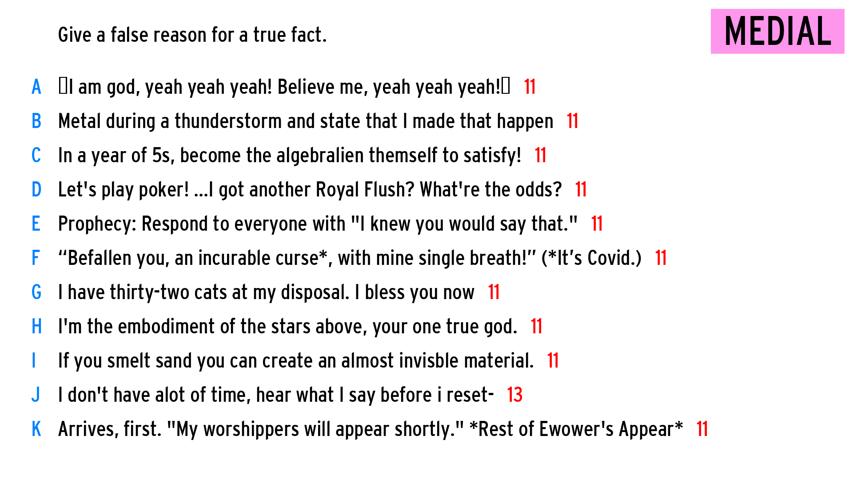 Give a false reason for a true fact.
MEDIAL
A ▯I am god, yeah yeah yeah! Believe me, yeah yeah yeah!▯ 11
B Metal during a thunderstorm and state that I made that happen 11
C In a year of 5s, become the algebralien themself to satisfy! 11
D Let's play poker! ...I got another Royal Flush? What're the odds? 11
E Prophecy: Respond to everyone with "I knew you would say that." 11
F “Befallen you, an incurable curse*, with mine single breath!” (*It’s Covid.) 11
G I have thirty-two cats at my disposal. I bless you now 11
H I'm the embodiment of the stars above, your one true god. 11
I If you smelt sand you can create an almost invisble material. 11
J I don't have alot of time, hear what I say before i reset- 13
K Arrives, first. "My worshippers will appear shortly." *Rest of Ewower's Appear* 11